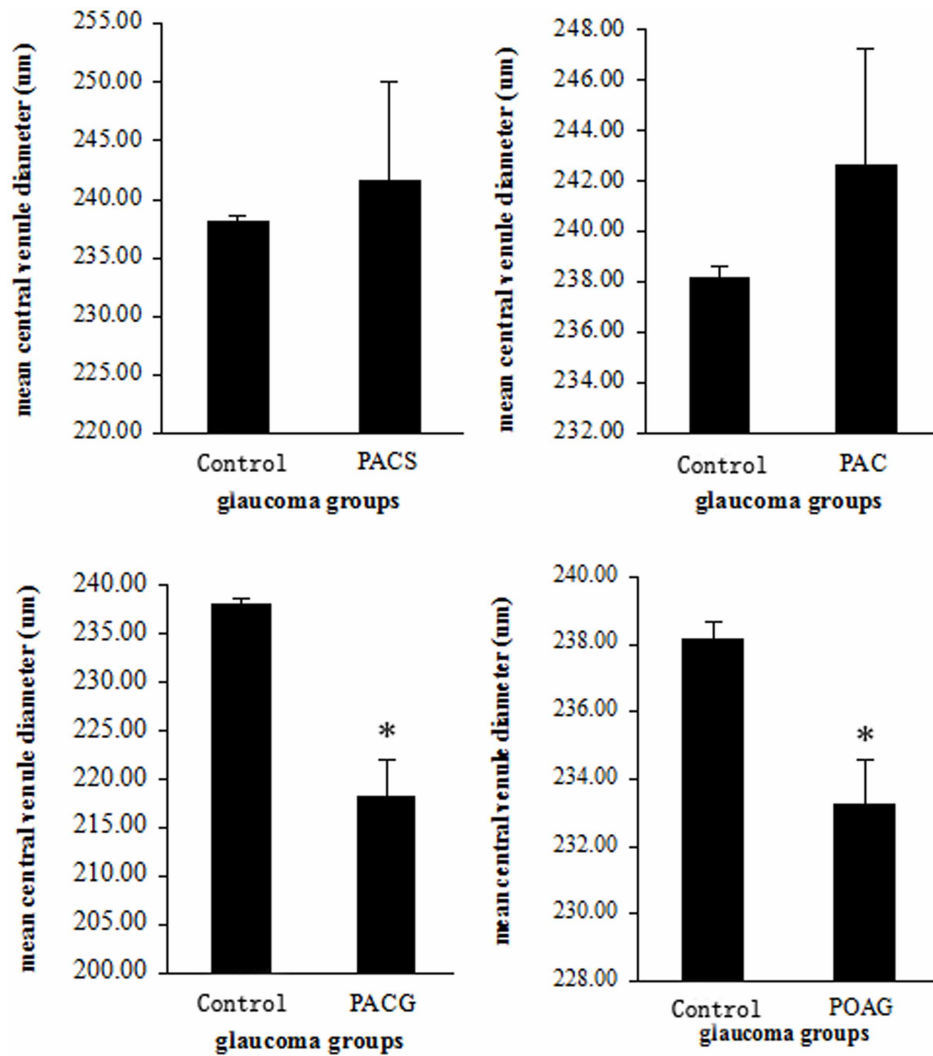 mean central venule diameter (um)
255.00
250.00
245.00
240.00
235.00
230.00
225.00
220.00
Control PACS
glaucoma groups
mean central venule diameter (um)
248.00
246.00
244.00
242.00
240.00
238.00
236.00
234.00
232.00
Control PAC
glaucoma groups
mean central venule diameter (um)
240.00
235.00
230.00
225.00
220.00
215.00
210.00
205.00
200.00
*
Control PACG
glaucoma groups
mean central venule diameter (um)
240.00
238.00
236.00
234.00
232.00
230.00
228.00
*
Control POAG
glaucoma groups